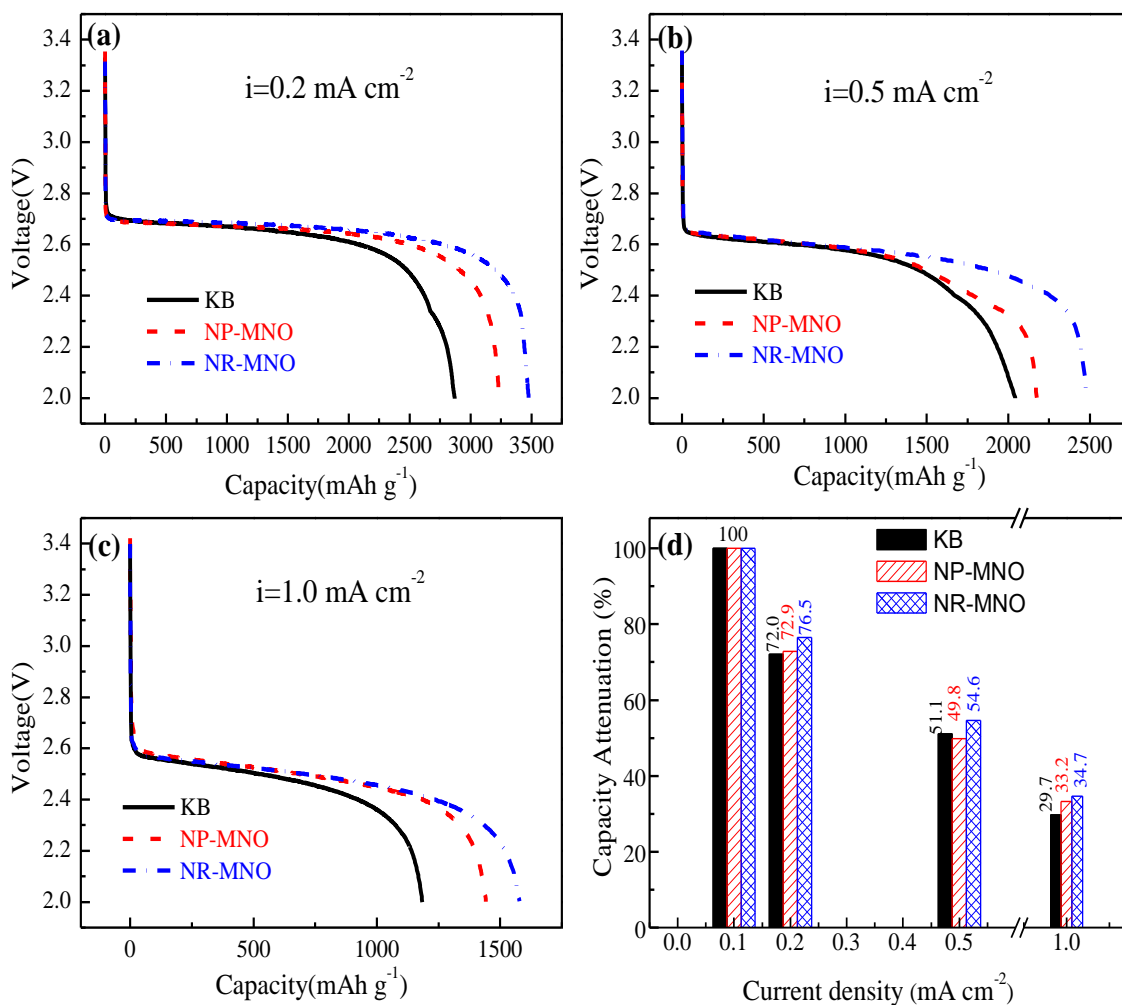 (a)
i=0.2 mA cm-2
3.4
3.2
3.0
2.8
2.6
2.4
2.2
2.0
Voltage(V)
KB
NP-MNO
NR-MNO
0 500 1000 1500 2000 2500 3000 3500
Capacity(mAh g-1)
(b)
i=0.5 mA cm-2
3.4
3.2
3.0
2.8
2.6
2.4
2.2
2.0
Voltage(V)
KB
NP-MNO
NR-MNO
0 500 1000 1500 2000 2500
Capacity(mAh g-1)
(c)
i=1.0 mA cm-2
3.4
3.2
3.0
2.8
2.6
2.4
2.2
2.0
Voltage(V)
KB
NP-MNO
NR-MNO
0 500 1000 1500
Capacity(mAh g-1)
(d)
KB
NP-MNO
NR-MNO
100
80
60
40
20
0
Capacity Attenuation (%)
100
72.0 72.9 76.5
51.1 49.8 54.6
29.7 33.2 34.7
0.0 0.1 0.2 0.3 0.4 0.5 1.0
Current density (mA cm-2)